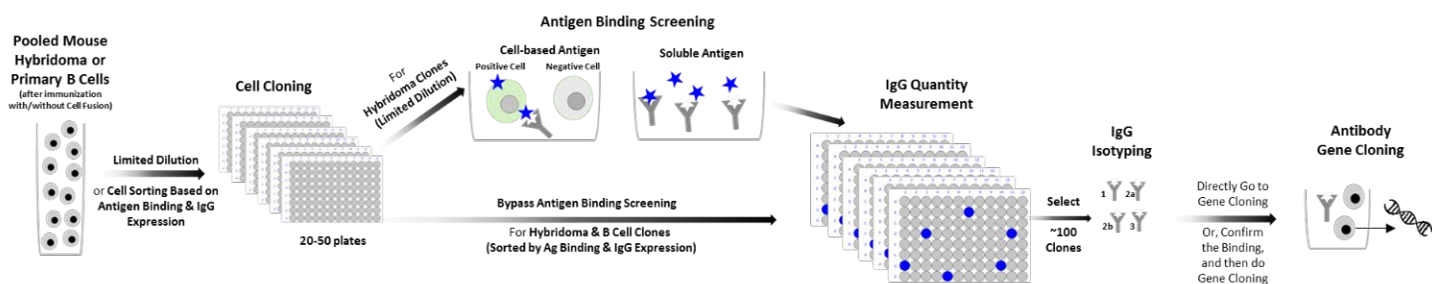 Pooled Mouse
Hybridoma or
Primary B Cells
(after immunization
with/without Cell Fusion)
Limited Dilution
or Cell Sorting Based on
Antigen Binding & IgG
Expression
Cell Cloning
20-50 plates
For
Hybridoma Clones
(Limited Dilution)
Antigen Binding Screening
Cell-based Antigen
Positive Cell
Negative Cell
Soluble Antigen
Bypass Antigen Binding Screening
For Hybridoma & B Cell Clones
(Sorted by Ag Binding & IgG Expression)
IgG Quantity
Measurement
Select
~100
Clones
IgG
Isotyping
1 2a
2b 3
Directly Go to
Gene Cloning
Or, Confirm
the Binding,
and then do
Gene Cloning
Antibody
Gene Cloning